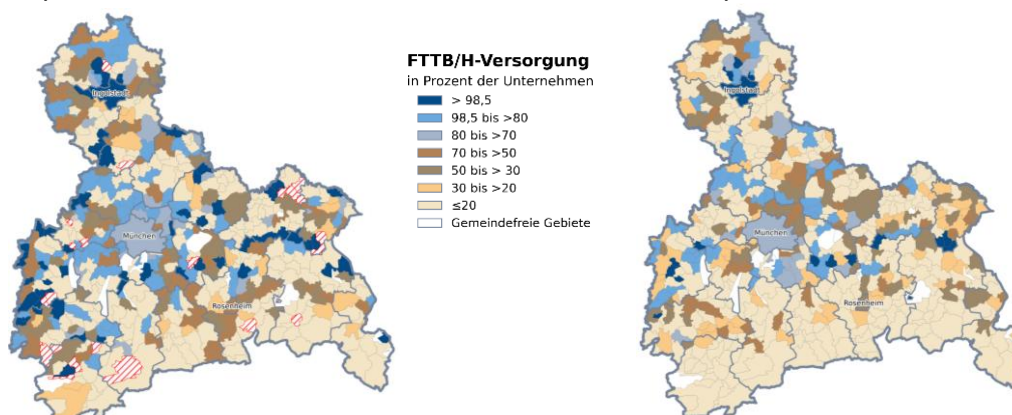 FTTB/H-Versorgung
in Prozent der Unternehmen
> 98,5
98,5 bis >80
80 bis >70
70 bis >50
50 bis > 30
30 bis >20
≤20
Gemeindefreie Gebiete
Ingolstadt
München
Rosenheim
Ingolstadt
München
Rosenheim